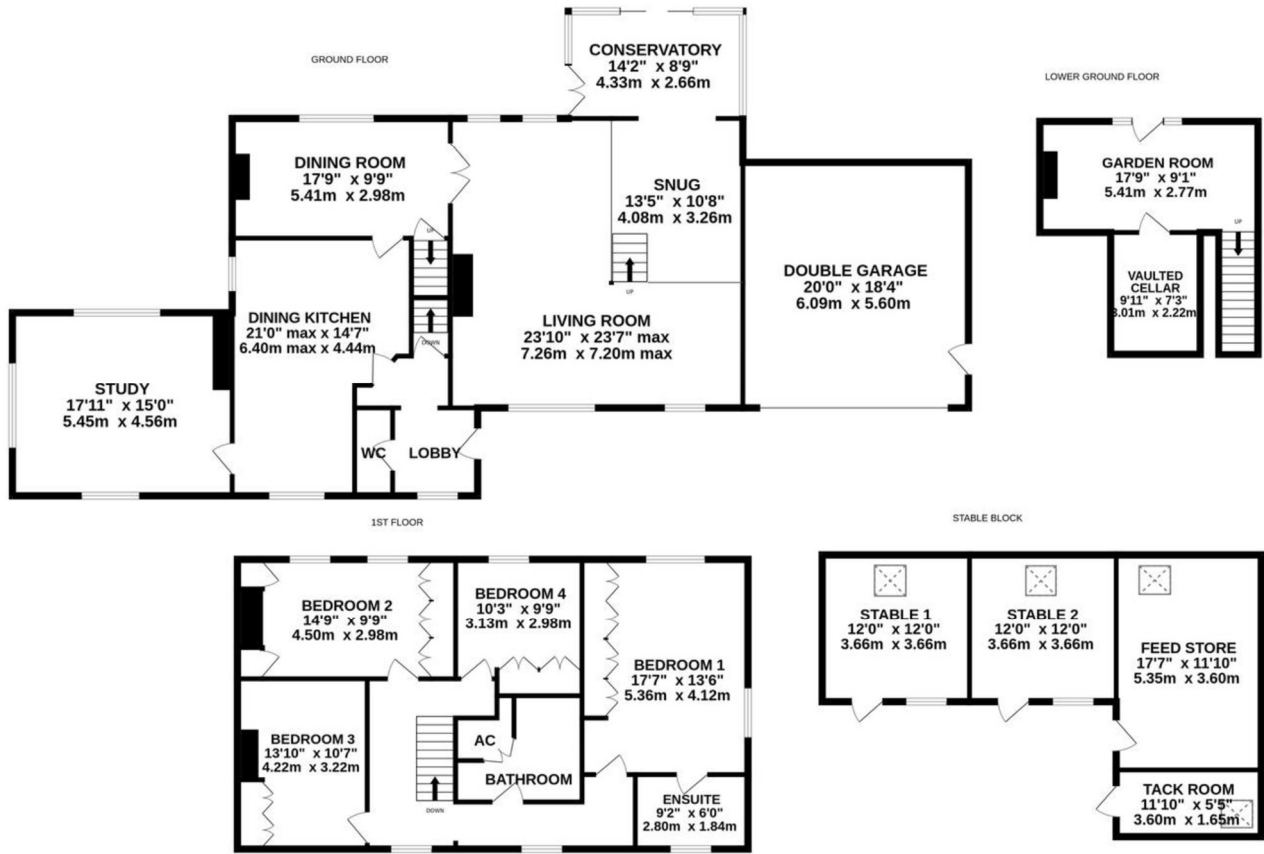 GROUND FLOOR
CONSERVATORY
14'2" x 8'9"
4.33m x 2.66m
DINING ROOM
17'9" x 9'9"
5.41m x 2.98m
SNUG
13'5" x 10'8"
4.08m x 3.26m
UP
UP
DOUBLE GARAGE
20'0" x 18'4"
6.09m x 5.60m
DINING KITCHEN
21'0" max x 14'7"
6.40m max x 4.44m
DOWN
LIVING ROOM
23'10" x 23'7" max
7.26m x 7.20m max
STUDY
17'11" x 15'0"
5.45m x 4.56m
WC
LOBBY
LOWER GROUND FLOOR
GARDEN ROOM
17'9" x 9'1"
5.41m x 2.77m
UP
VAULTED
CELLAR
9'11" x 7'3"
3.01m x 2.22m
1ST FLOOR
BEDROOM 2
14'9" x 9'9"
4.50m x 2.98m
BEDROOM 4
10'3" x 9'9"
3.13m x 2.98m
BEDROOM 1
17'7" x 13'6"
5.36m x 4.12m
BEDROOM 3
13'10" x 10'7"
4.22m x 3.22m
AC
BATHROOM
DOWN
ENSUITE
9'2" x 6'0"
2.80m x 1.84m
STABLE BLOCK
STABLE 1
12'0" x 12'0"
3.66m x 3.66m
STABLE 2
12'0" x 12'0"
3.66m x 3.66m
FEED STORE
17'7" x 11'10"
5.35m x 3.60m
TACK ROOM
11'10" x 5'5"
3.60m x 1.65m